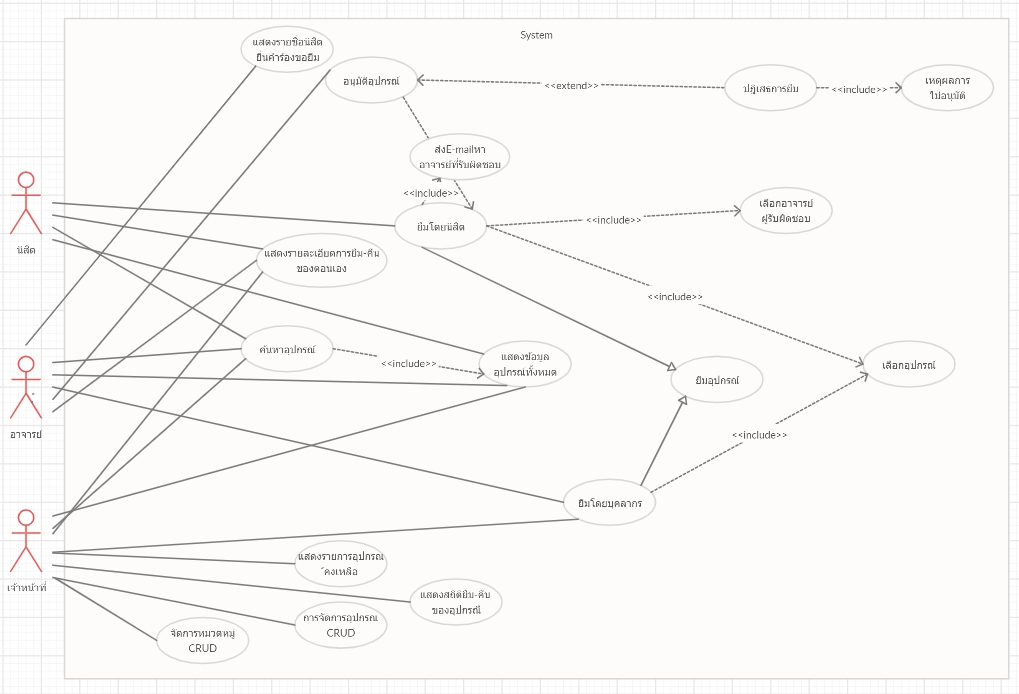 System
แสดงรายชื่อนิสิต
ยื่นคำร้องขอยืม
อนุมัติอุปกรณ์
<<extend>>
ปฏิเสธการยืม
<<include>>
เหตุผลการ
ไม่อนุมัติ
ส่งE-mailหา
อาจารย์ที่รับผิดชอบ
<<include>>
ยืมโดยนิสิต
<<include>>
เลือกอาจารย์
ผู้รับผิดชอบ
นิสิต
แสดงรายละเอียดการยืม-คืน
ของตอนเอง
<<include>>
ค้นหาอุปกรณ์
<<include>>
แสดงข้อมูล
อุปกรณ์ทั้งหมด
ยืมอุปกรณ์
เลือกอุปกรณ์
อาจารย์
<<include>>
ยืมโดยบุคลากร
เจ้าหน้าที่
แสดงรายการอุปกรณ์
คงเหลือ
แสดงสถิติยืม-คืน
ของอุปกรณ์
การจัดการอุปกรณ์
CRUD
จัดการหมวดหมู่
CRUD